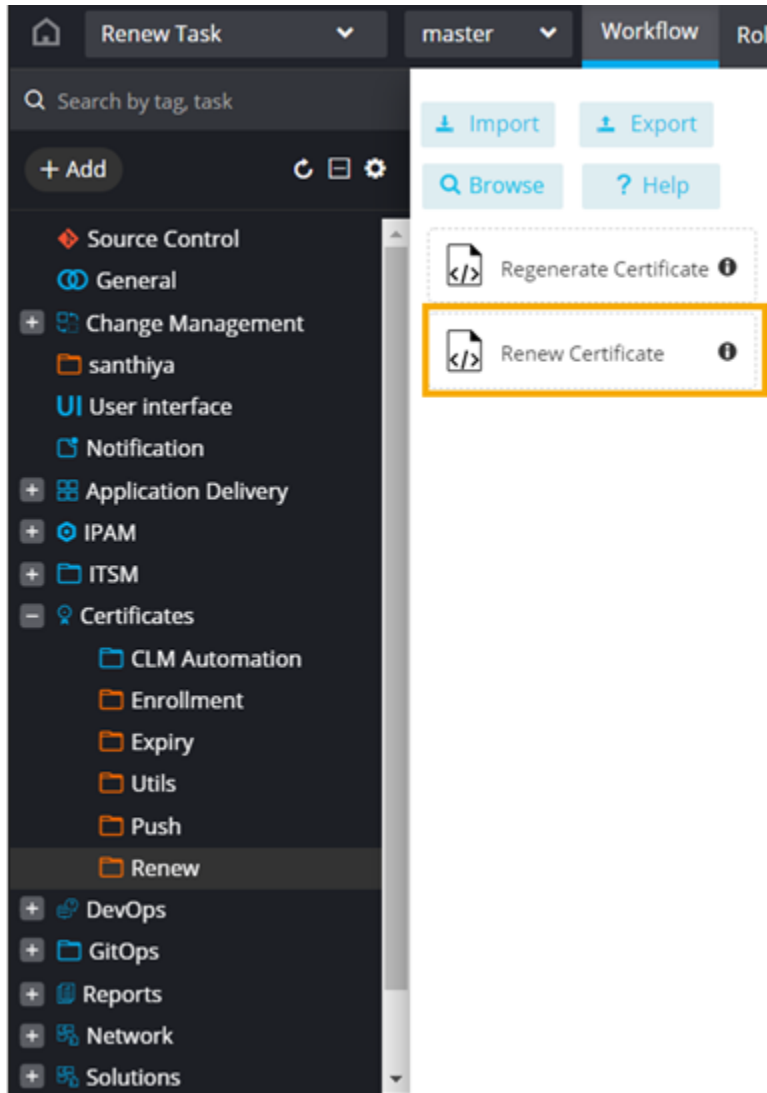 Renew Task
master
Workflow
Rol
Search by tag, task
+ Add
Import
Export
Browse
? Help
Source Control
General
Change Management
santhiya
UI User interface
Notification
Application Delivery
IPAM
ITSM
Certificates
CLM Automation
Enrollment
Expiry
Utils
Push
Renew
DevOps
GitOps
Reports
Network
Solutions
Regenerate Certificate
Renew Certificate